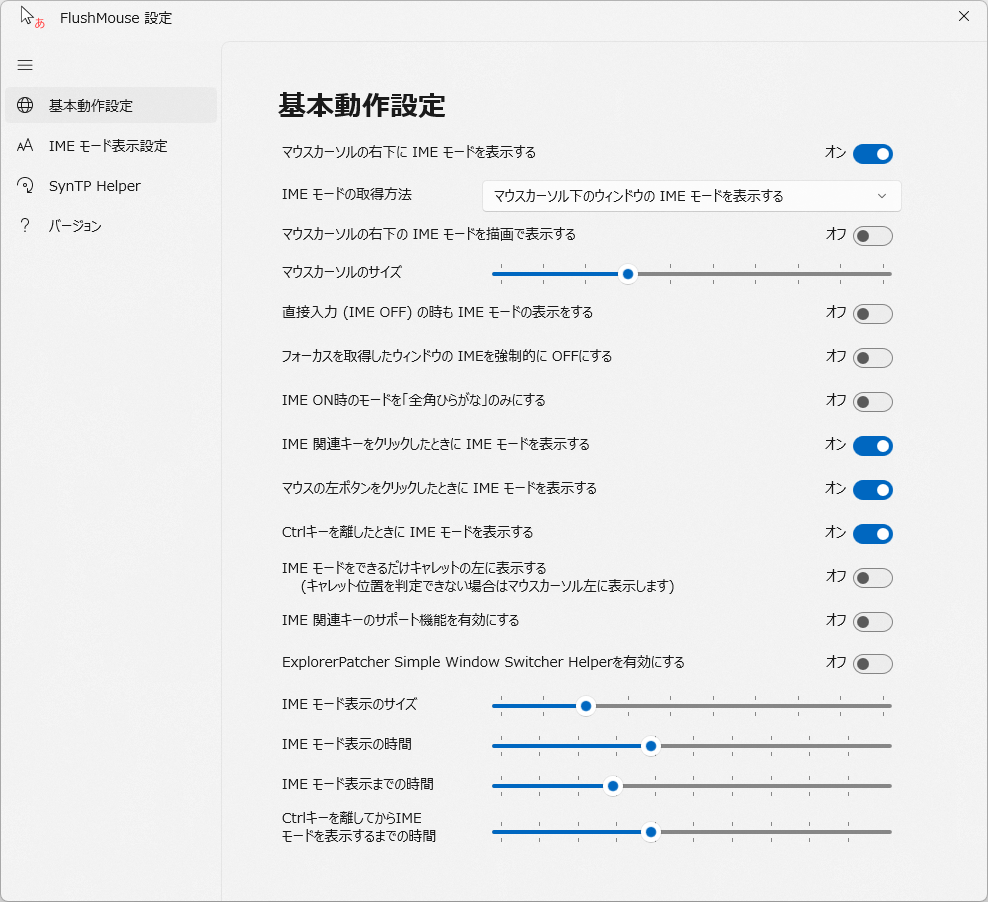 あ
FlushMouse 設定
基本動作設定
IME モード表示設定
SynTP Helper
バージョン
基本動作設定
マウスカーソルの右下に IME モードを表示する オン
IME モードの取得方法 マウスカーソル下のウィンドウの IME モードを表示する
マウスカーソルの右下の IME モードを描画で表示する オフ
マウスカーソルのサイズ
直接入力 (IME OFF) の時も IME モードの表示をする オフ
フォーカスを取得したウィンドウの IMEを強制的に OFFにする オフ
IME ON時のモードを「全角ひらがな」のみにする オフ
IME 関連キーをクリックしたときに IME モードを表示する オン
マウスの左ボタンをクリックしたときに IME モードを表示する オン
Ctrlキーを離したときに IME モードを表示する オン
IME モードをできるだけキャレットの左に表示する
(キャレット位置を判定できない場合はマウスカーソル左に表示します) オフ
IME 関連キーのサポート機能を有効にする オフ
ExplorerPatcher Simple Window Switcher Helperを有効にする オフ
IME モード表示のサイズ
IME モード表示の時間
IME モード表示までの時間
Ctrlキーを離してからIME
モードを表示するまでの時間